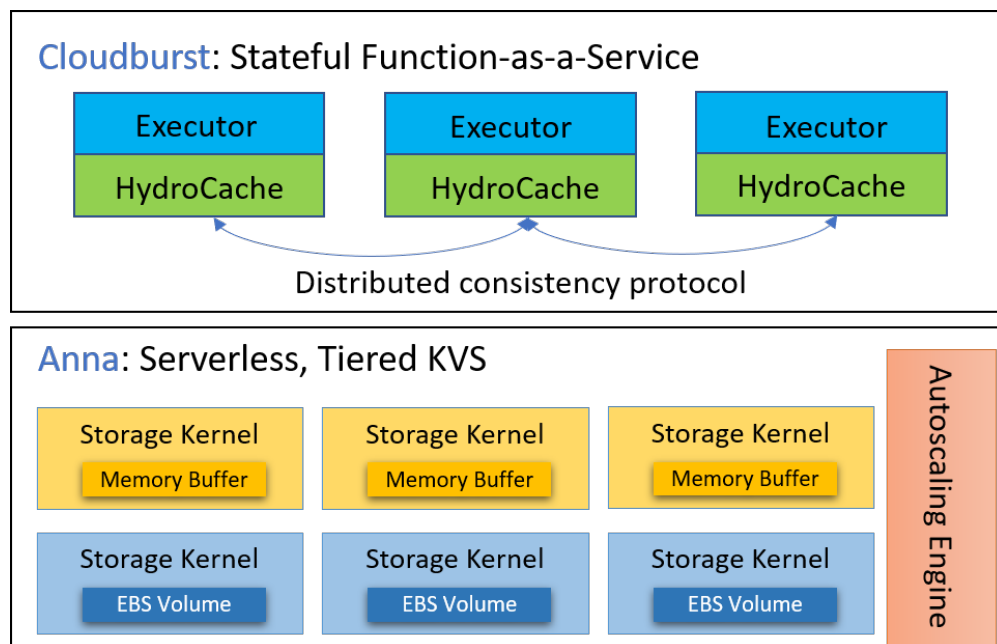 Cloudburst: Stateful Function-as-a-Service
Executor
Executor
Executor
HydroCache
HydroCache
HydroCache
Distributed consistency protocol
Anna: Serverless, Tiered KVS
Storage Kernel
Storage Kernel
Storage Kernel
Memory Buffer
Memory Buffer
Memory Buffer
Storage Kernel
Storage Kernel
Storage Kernel
EBS Volume
EBS Volume
EBS Volume
Autoscaling Engine